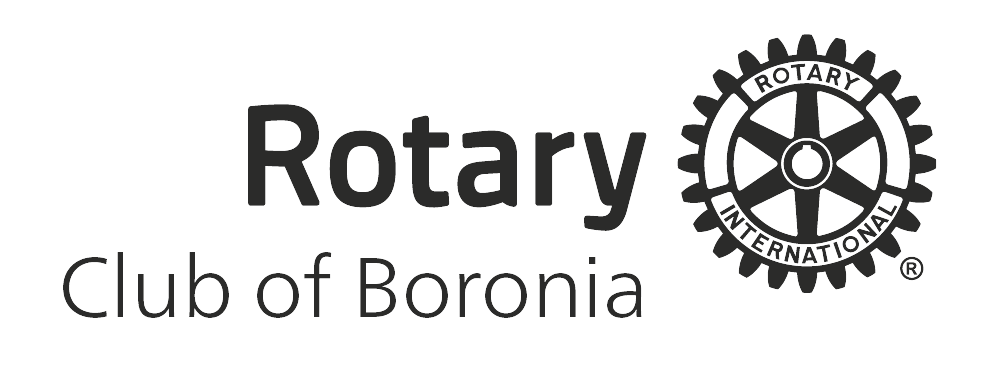 Rotary
Club of Boronia
ROTARY
INTERNATIONAL
®